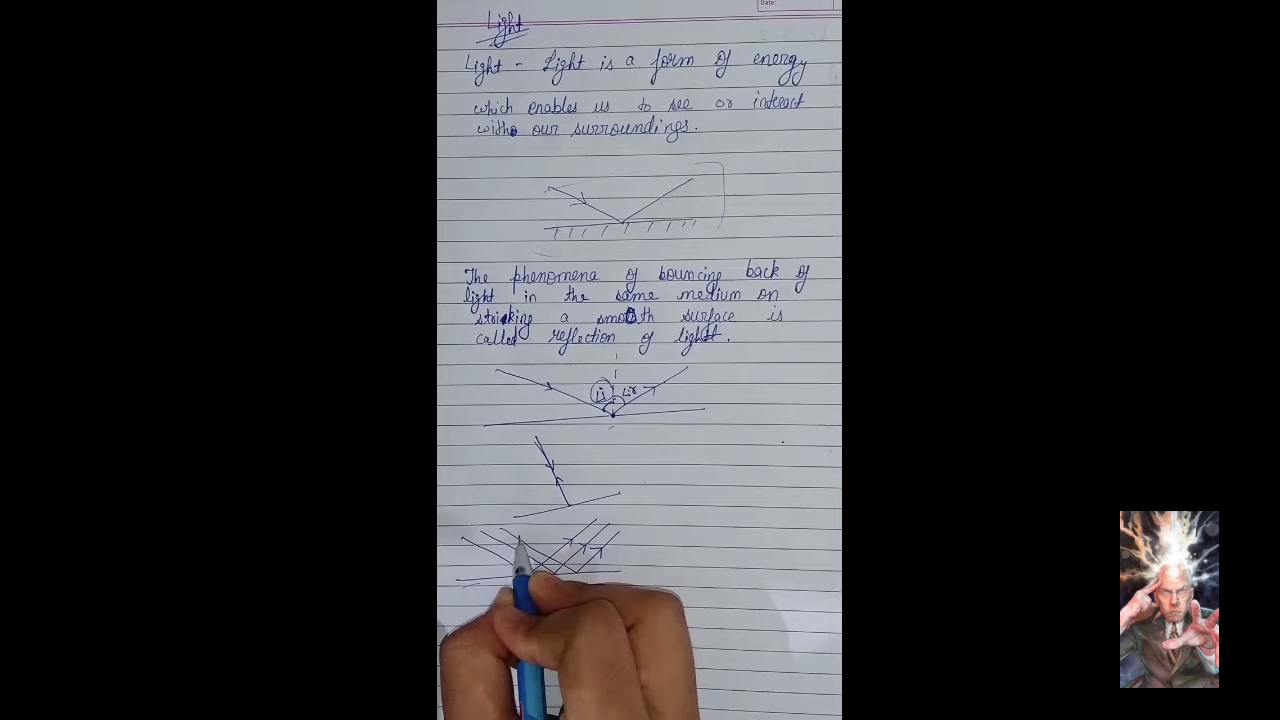 Date:
Light
Light - Light is a form of energy
which enables us to see or interact
with our surroundings.
The phenomena of bouncing back of
light in the same medium on
striking a smooth surface is
called reflection of light.
∠i ∠r